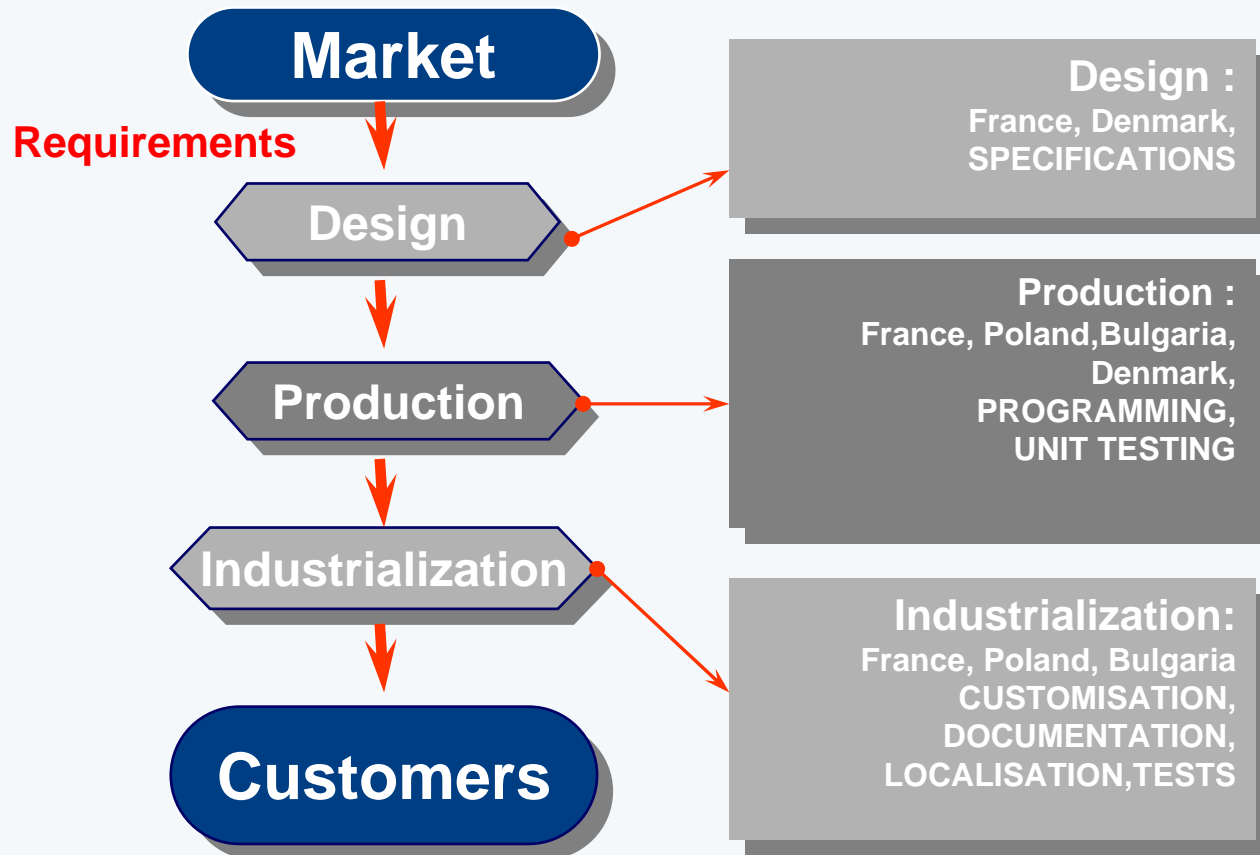 Market
Requirements
Design
Production
Industrialization
Customers
Design :
France, Denmark,
SPECIFICATIONS
Production :
France, Poland,Bulgaria,
Denmark,
PROGRAMMING,
UNIT TESTING
Industrialization:
France, Poland, Bulgaria
CUSTOMISATION,
DOCUMENTATION,
LOCALISATION,TESTS